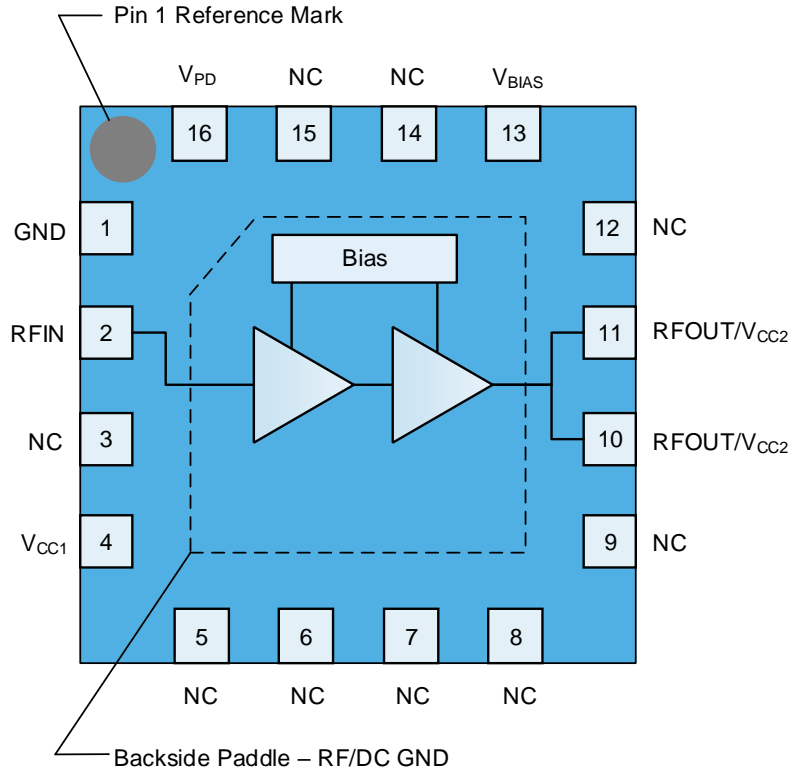 Pin 1 Reference Mark
VPD NC NC VBIAS
16 15 14 13
GND 1 12 NC
Bias
RFIN 2 11 RFOUT/VCC2
NC 3 10 RFOUT/VCC2
VCC1 4 9 NC
5 6 7 8
NC NC NC NC
Backside Paddle – RF/DC GND